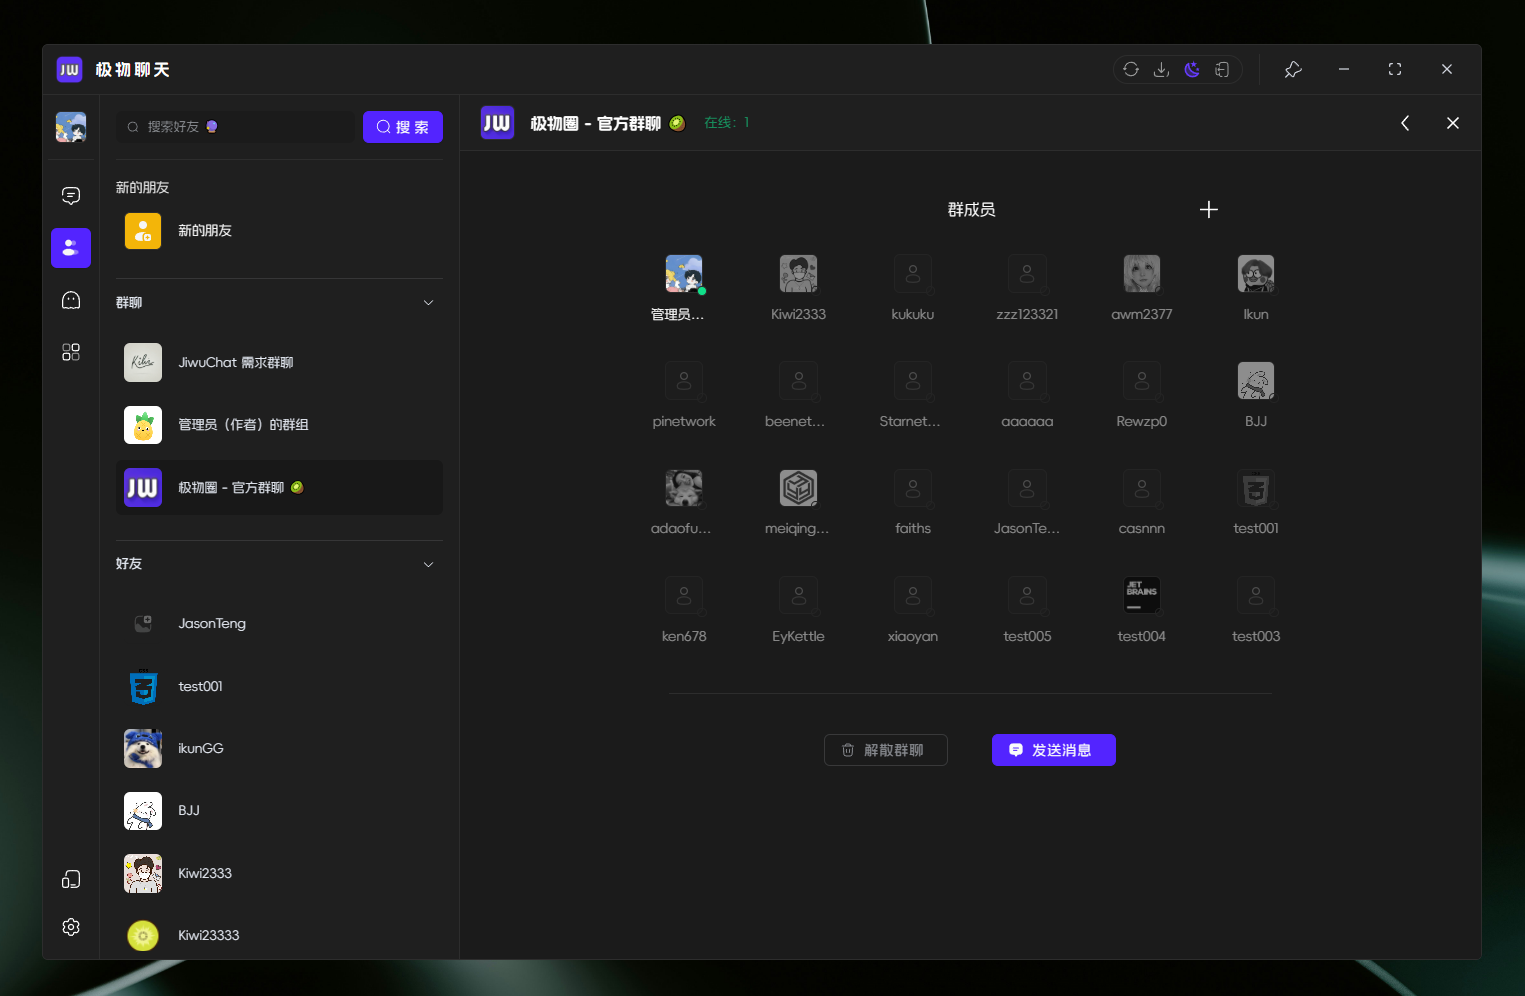 JW 极物聊天
搜索好友 🔮
搜 索
新的朋友
新的朋友
群聊
JiwuChat 需求群聊
管理员（作者）的群组
JW
极物圈 - 官方群聊 🥝
好友
JasonTeng
test001
ikunGG
BJJ
Kiwi2333
Kiwi23333
JW 极物圈 - 官方群聊 🥝 在线：1
群成员
管理员... Kiwi2333 kukuku zzz123321 awm2377 Ikun
pinetwork beenet... Starnet... aaaaaa Rewzp0 BJJ
adaofu... meiqing... faiths JasonTe... casnnn test001
JET
BRAINS
ken678 EyKettle xiaoyan test005 test004 test003
解散群聊 发送消息